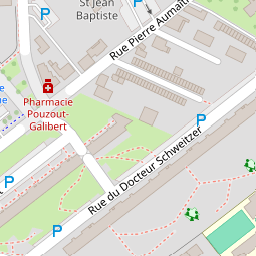 St Jean
Baptiste
Rue Pierre Aumaît
Pharmacie
Pouzout-
Galibert
Rue du Docteur Schweitzer
P
P
P
P
P